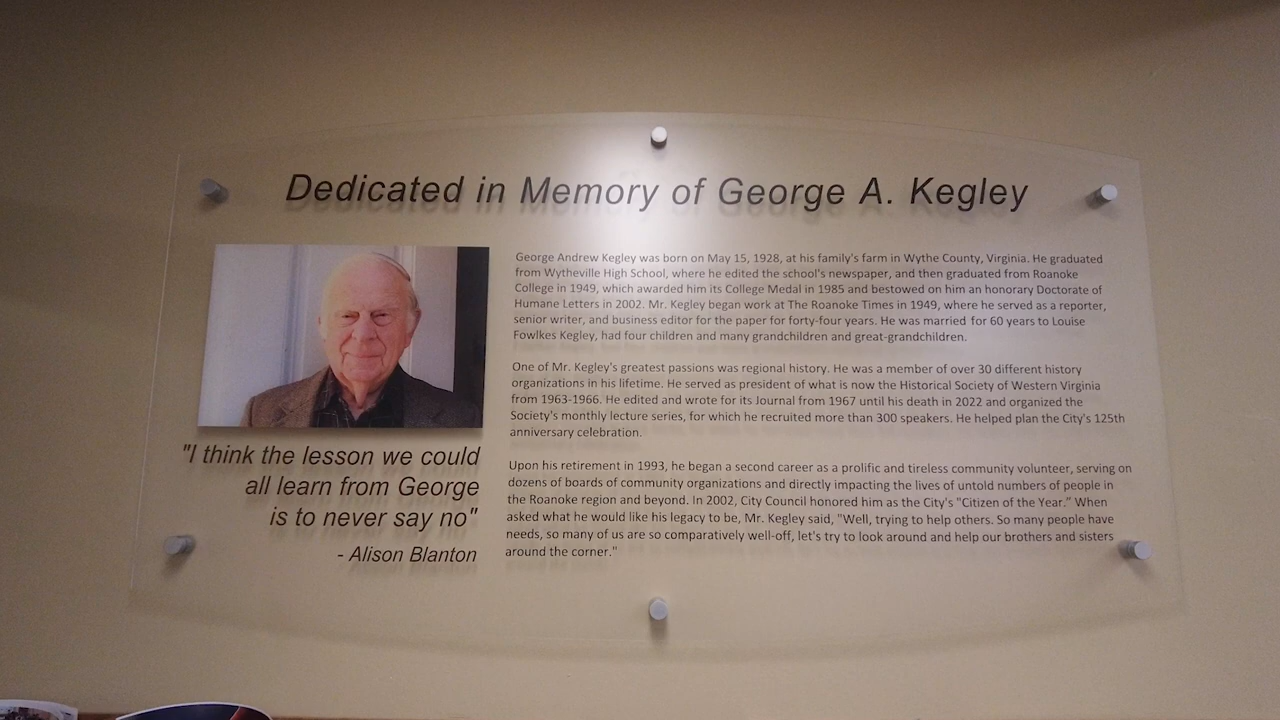 Dedicated in Memory of George A. Kegley
George Andrew Kegley was born on May 15, 1928, at his family's farm in Wythe County, Virginia. He graduated
from Wytheville High School, where he edited the school's newspaper, and then graduated from Roanoke
College in 1949, which awarded him its College Medal in 1985 and bestowed on him an honorary Doctorate of
Humane Letters in 2002. Mr. Kegley began work at The Roanoke Times in 1949, where he served as a reporter,
senior writer, and business editor for the paper for forty-four years. He was married for 60 years to Louise
Fowlkes Kegley, had four children and many grandchildren and great-grandchildren.
One of Mr. Kegley's greatest passions was regional history. He was a member of over 30 different history
organizations in his lifetime. He served as president of what is now the Historical Society of Western Virginia
from 1963-1966. He edited and wrote for its Journal from 1967 until his death in 2022 and organized the
Society's monthly lecture series, for which he recruited more than 300 speakers. He helped plan the City's 125th
anniversary celebration.
Upon his retirement in 1993, he began a second career as a prolific and tireless community volunteer, serving on
dozens of boards of community organizations and directly impacting the lives of untold numbers of people in
the Roanoke region and beyond. In 2002, City Council honored him as the City's "Citizen of the Year." When
asked what he would like his legacy to be, Mr. Kegley said, "Well, trying to help others. So many people have
needs, so many of us are so comparatively well-off, let's try to look around and help our brothers and sisters
around the corner."
"I think the lesson we could
all learn from George
is to never say no"
- Alison Blanton